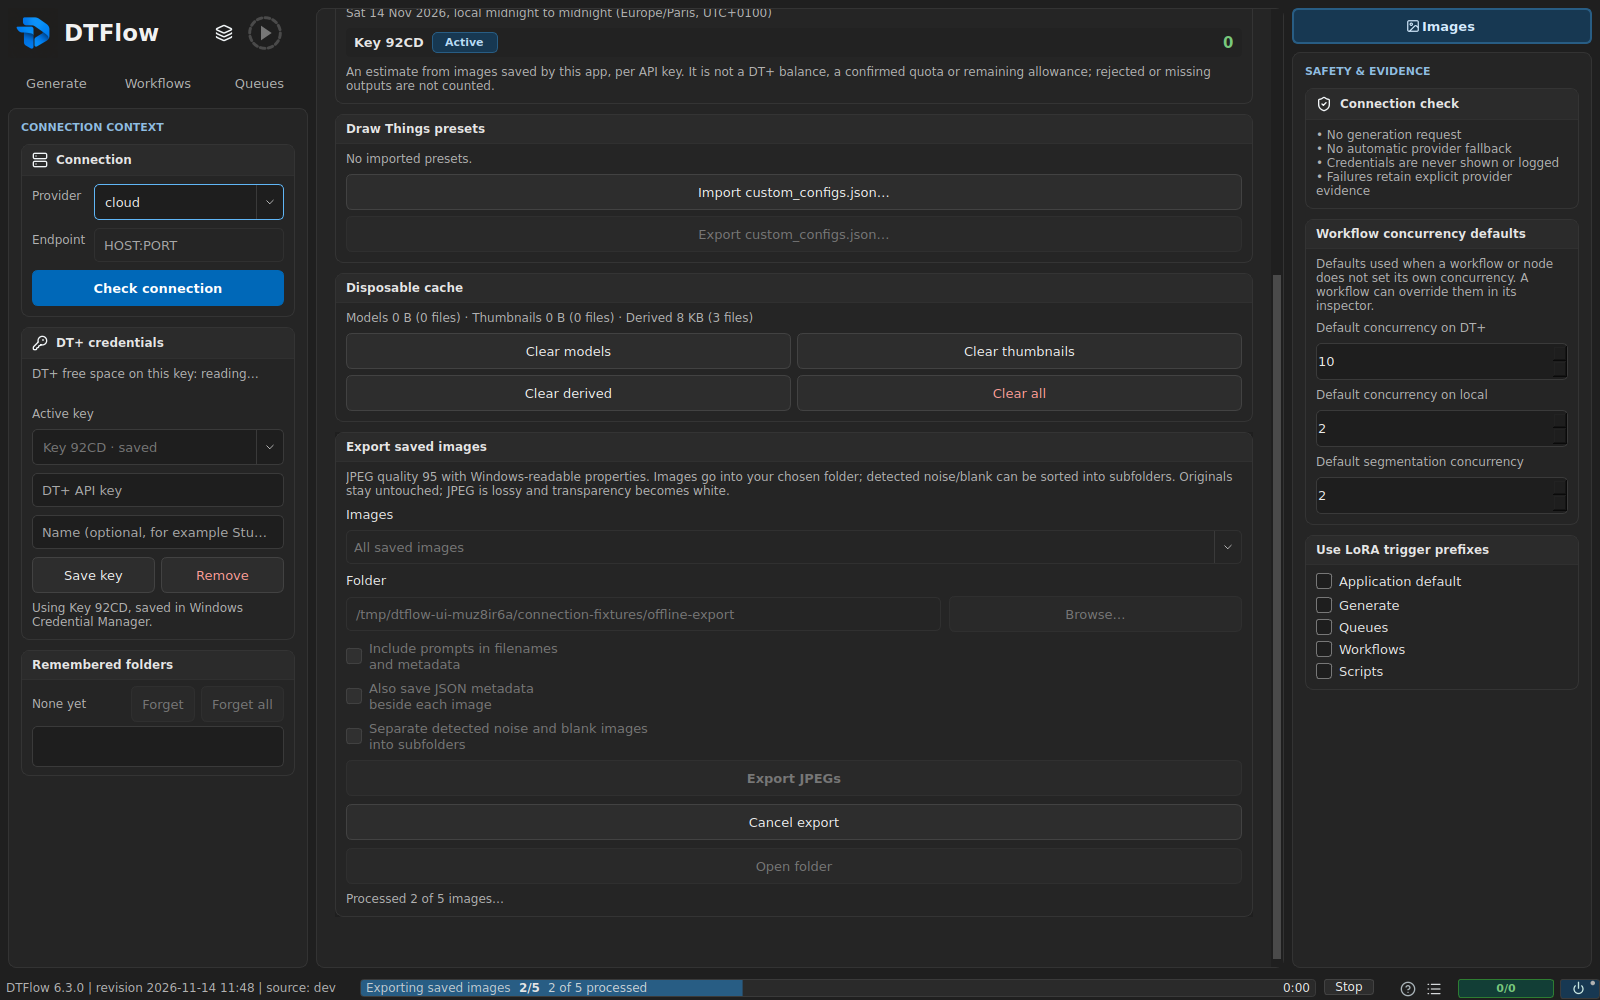 DTFlow
Generate Workflows Queues
CONNECTION CONTEXT
Connection
Provider cloud
Endpoint HOST:PORT
Check connection
DT+ credentials
DT+ free space on this key: reading...
Active key
Key 92CD · saved
DT+ API key
Name (optional, for example Stu...
Save key Remove
Using Key 92CD, saved in Windows
Credential Manager.
Remembered folders
None yet Forget Forget all
Sat 14 Nov 2026, local midnight to midnight (Europe/Paris, UTC+0100)
Key 92CD Active 0
An estimate from images saved by this app, per API key. It is not a DT+ balance, a confirmed quota or remaining allowance; rejected or missing
outputs are not counted.
Draw Things presets
No imported presets.
Import custom_configs.json...
Export custom_configs.json...
Disposable cache
Models 0 B (0 files) · Thumbnails 0 B (0 files) · Derived 8 KB (3 files)
Clear models Clear thumbnails
Clear derived Clear all
Export saved images
JPEG quality 95 with Windows-readable properties. Images go into your chosen folder; detected noise/blank can be sorted into subfolders. Originals
stay untouched; JPEG is lossy and transparency becomes white.
Images
All saved images
Folder
/tmp/dtflow-ui-muz8ir6a/connection-fixtures/offline-export Browse...
Include prompts in filenames
and metadata
Also save JSON metadata
beside each image
Separate detected noise and blank images
into subfolders
Export JPEGs
Cancel export
Open folder
Processed 2 of 5 images...
Images
SAFETY & EVIDENCE
Connection check
• No generation request
• No automatic provider fallback
• Credentials are never shown or logged
• Failures retain explicit provider
evidence
Workflow concurrency defaults
Defaults used when a workflow or node
does not set its own concurrency. A
workflow can override them in its
inspector.
Default concurrency on DT+
10
Default concurrency on local
2
Default segmentation concurrency
2
Use LoRA trigger prefixes
Application default
Generate
Queues
Workflows
Scripts
DTFlow 6.3.0 | revision 2026-11-14 11:48 | source: dev
Exporting saved images 2/5 2 of 5 processed 0:00 Stop 0/0